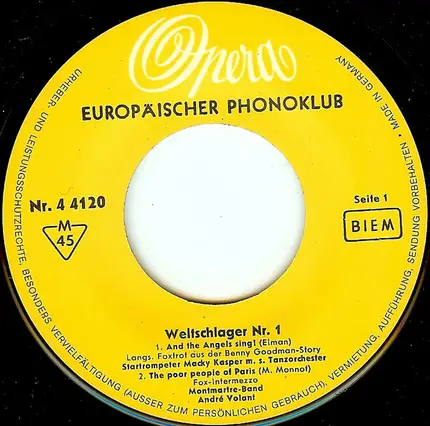 Opera
EUROPÄISCHER PHONOKLUB
URHEBER- UND LEISTUNGSSCHUTZRECHTE, BESONDERS VERVIELFÄLTIGUNG (AUSSER ZUM PERSÖNLICHEN GEBRAUCH), VERMIETUNG, AUFFÜHRUNG, SENDUNG VORBEHALTEN • MADE IN GERMANY
Nr. 4 4120
M
45
Seite 1
BIEM
Weltschlager Nr. 1
1. And the Angels sing! (Elman)
Langs. Foxtrot aus der Benny Goodman-Story
Startrompeter Macky Kasper m. s. Tanzorchester
2. The poor people of Paris (M. Monnot)
Fox-Intermezzo
Montmartre-Band
André Volant